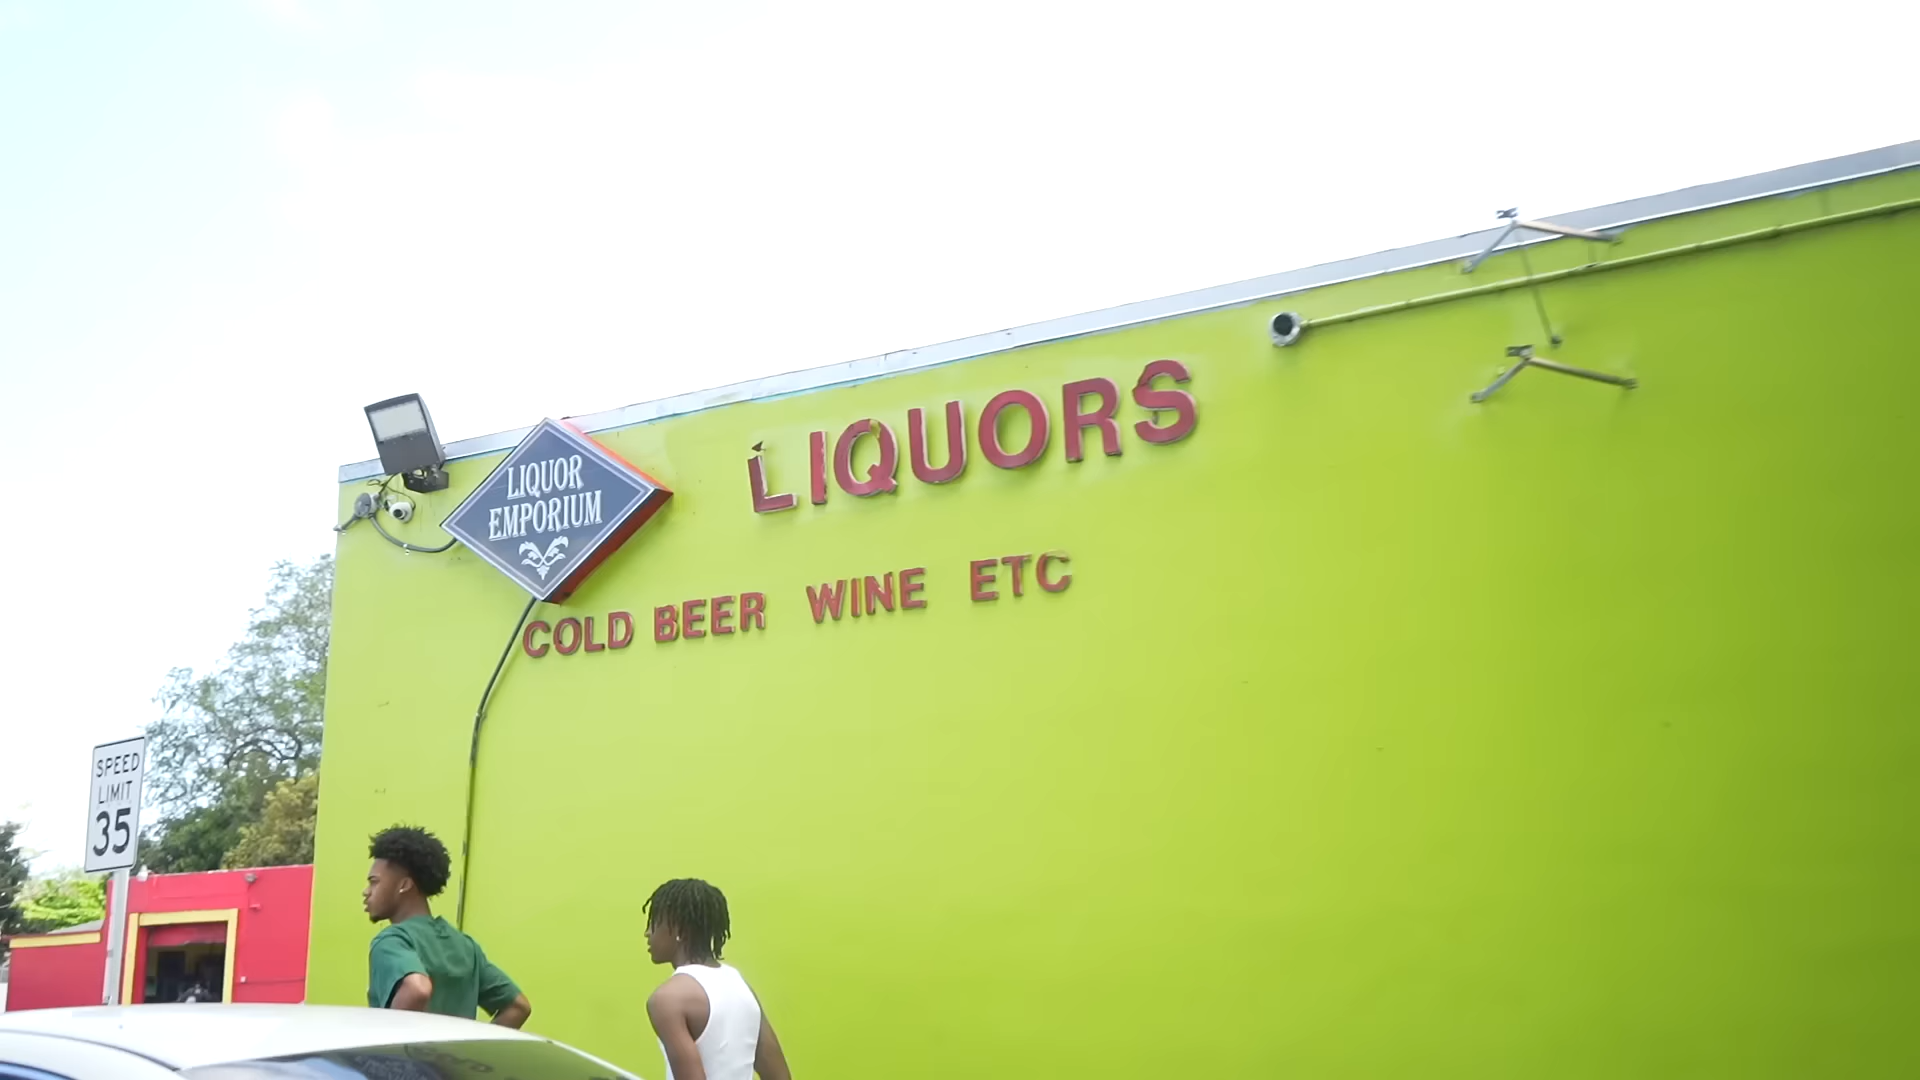 LIQUOR
EMPORIUM
LIQUORS
COLD BEER WINE ETC
SPEED
LIMIT
35